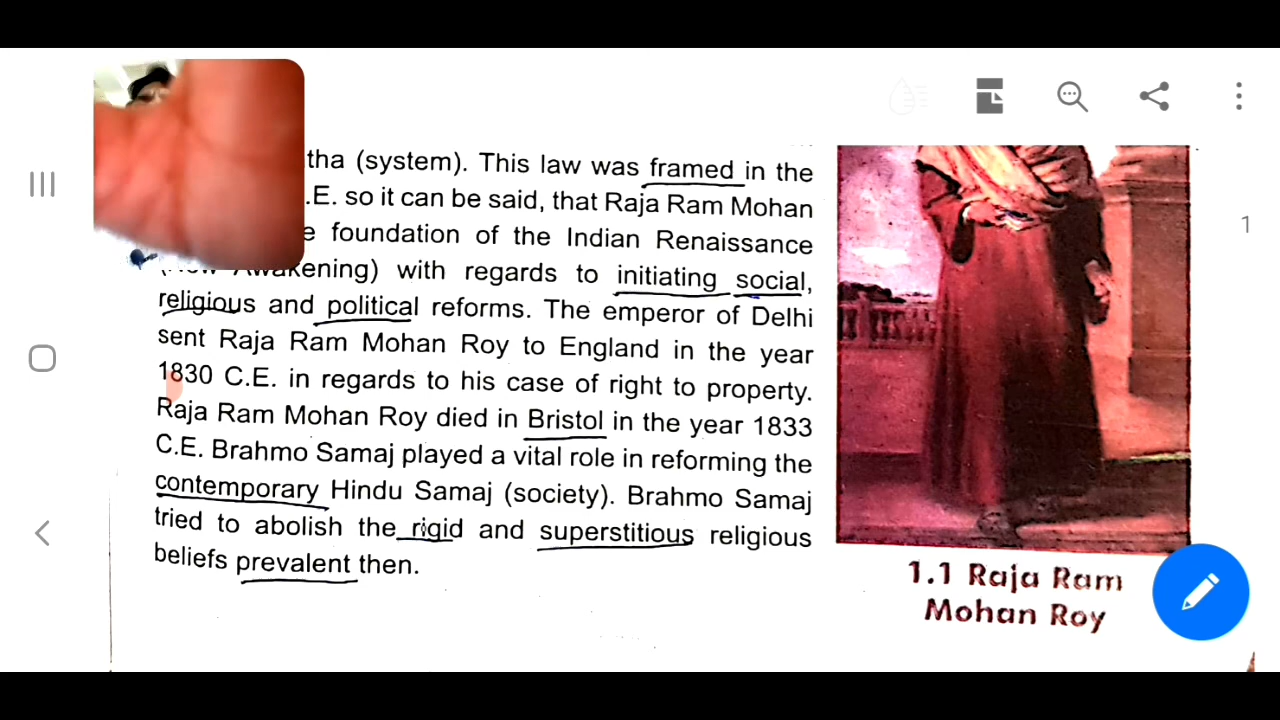 tha (system). This law was framed in the
.E. so it can be said, that Raja Ram Mohan
e foundation of the Indian Renaissance
Awakening) with regards to initiating social,
religious and political reforms. The emperor of Delhi
sent Raja Ram Mohan Roy to England in the year
1830 C.E. in regards to his case of right to property.
Raja Ram Mohan Roy died in Bristol in the year 1833
C.E. Brahmo Samaj played a vital role in reforming the
contemporary Hindu Samaj (society). Brahmo Samaj
tried to abolish the rigid and superstitious religious
beliefs prevalent then.
1
1.1 Raja Ram
Mohan Roy